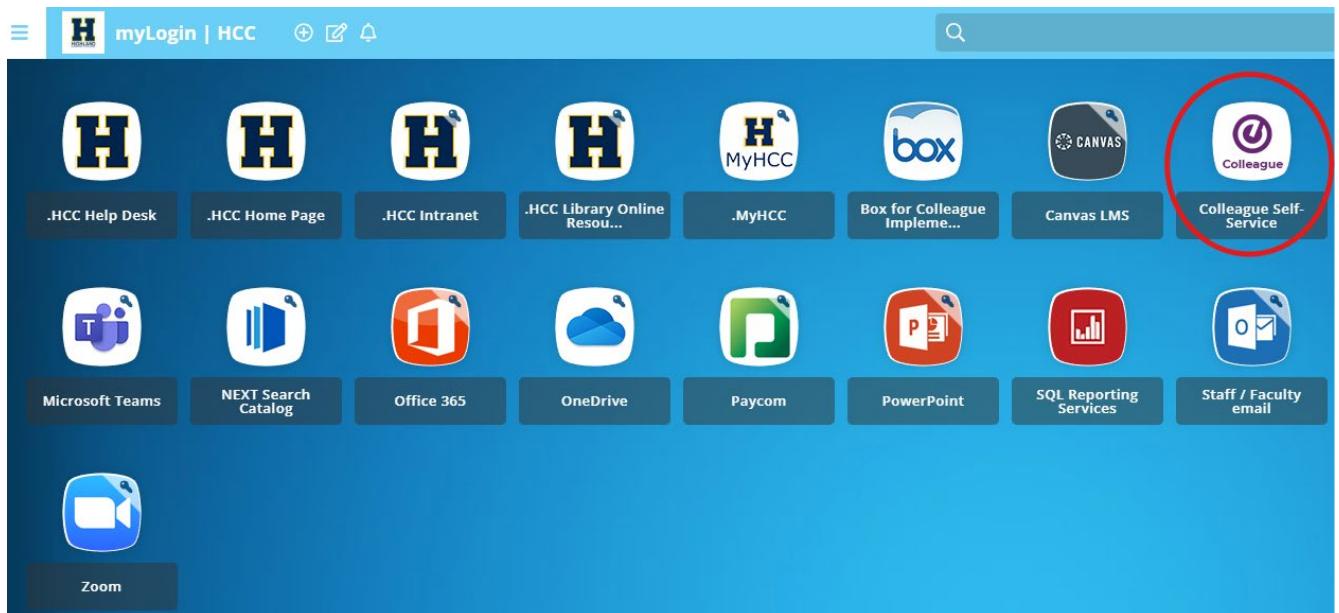 H
HIGHLAND
myLogin | HCC
H
H
H
H
H
MyHCC
box
CANVAS
Colleague
.HCC Help Desk
.HCC Home Page
.HCC Intranet
.HCC Library Online
Resou...
.MyHCC
Box for Colleague
Impleme...
Canvas LMS
Colleague Self-
Service
T
P
O
Microsoft Teams
NEXT Search
Catalog
Office 365
OneDrive
Paycom
PowerPoint
SQL Reporting
Services
Staff / Faculty
email
Zoom